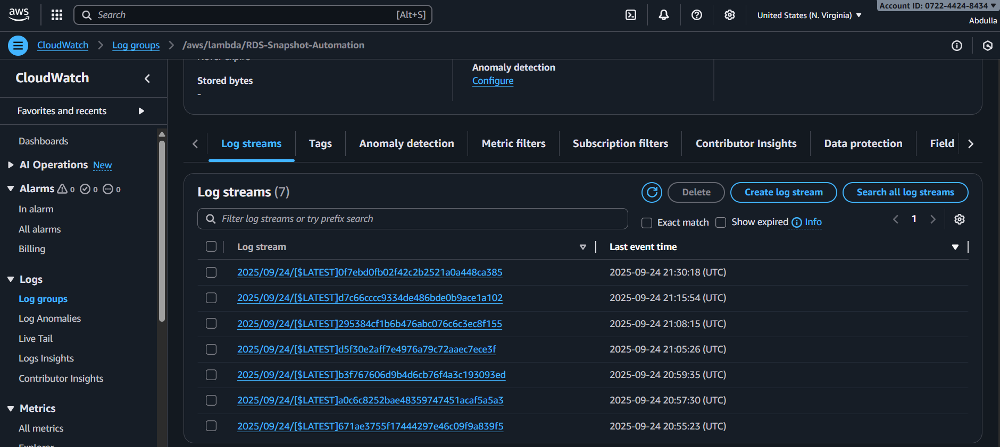 aws
Search [Alt+S]
United States (N. Virginia)
Account ID: 0722-4424-8434
Abdulla
CloudWatch > Log groups > /aws/lambda/RDS-Snapshot-Automation
CloudWatch
Favorites and recents
Dashboards
AI Operations New
Alarms 0 0 0
In alarm
All alarms
Billing
Logs
Log groups
Log Anomalies
Live Tail
Logs Insights
Contributor Insights
Metrics
All metrics
Explorer
Never expire
Stored bytes
-
Anomaly detection
Configure
Log streams Tags Anomaly detection Metric filters Subscription filters Contributor Insights Data protection Field
Log streams (7)
Delete Create log stream Search all log streams
Filter log streams or try prefix search
Exact match Show expired Info
1
Log stream Last event time
2025/09/24/[$LATEST]0f7ebd0fb02f42c2b2521a0a448ca385 2025-09-24 21:30:18 (UTC)
2025/09/24/[$LATEST]d7c66cccc9334de486bde0b9ace1a102 2025-09-24 21:15:54 (UTC)
2025/09/24/[$LATEST]295384cf1b6b476abc076c6c3ec8f155 2025-09-24 21:08:15 (UTC)
2025/09/24/[$LATEST]d5f30e2aff7e4976a79c72aaec7ece3f 2025-09-24 21:05:26 (UTC)
2025/09/24/[$LATEST]b3f767606d9b4d6cb76f4a3c193093ed 2025-09-24 20:59:35 (UTC)
2025/09/24/[$LATEST]a0c6c8252bae48359747451acaf5a5a3 2025-09-24 20:57:30 (UTC)
2025/09/24/[$LATEST]671ae3755f17444297e46c09f9a839f5 2025-09-24 20:55:23 (UTC)